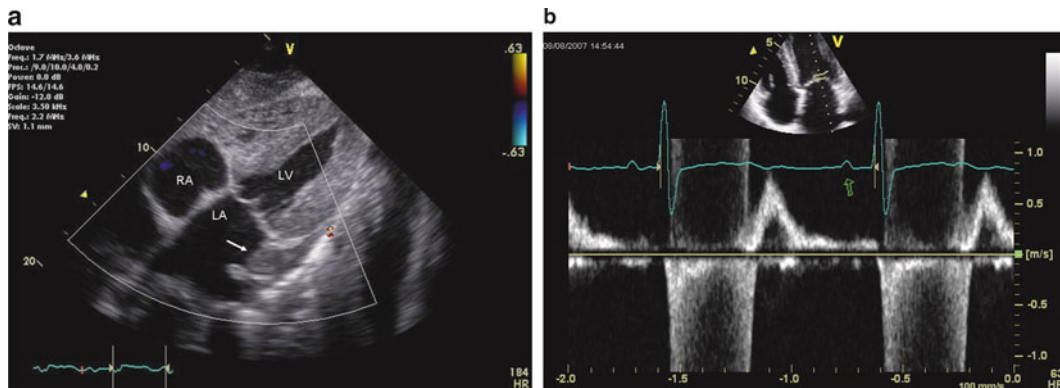 a
V
Octave
Freq.: 1.7 MHz/3.6 MHz
Proc.: /9.0/10.0/4.0/0.2
Power: 0.0 dB
FPS: 14.6/14.6
Gain: -12.0 dB
Scale: 3.50 kHz
Freq.: 2.2 MHz
SV: 1.1 mm
.63
-.63
10
RA
LV
LA
20
184
HR
b
08/08/2007 14:54:44
5
V
10
1.0
0.5
[m/s]
-0.5
-1.0
-2.0
-1.5
-1.0
-0.5
0.0
100 mm/s
HR